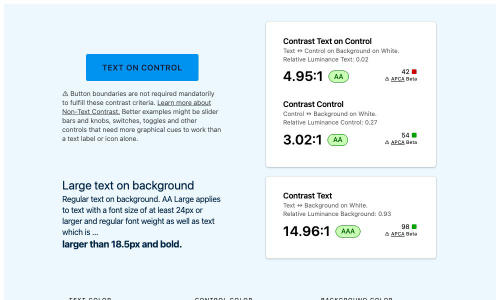 TEXT ON CONTROL
⚠ Button boundaries are not required mandatorily
to fulfill these contrast criteria. Learn more about
Non-Text Contrast. Better examples might be slider
bars and knobs, switches, toggles and other
controls that need more graphical cues to work than
a text label or icon alone.
Contrast Text on Control
Text ⇔ Control on Background on White.
Relative Luminance Text: 0.02
4.95:1 AA
42
⚠ APCA Beta
Contrast Control
Control ⇔ Background on White.
Relative Luminance Control: 0.27
3.02:1 AA
54
⚠ APCA Beta
Large text on background
Regular text on background. AA Large applies
to text with a font size of at least 24px or
larger and regular font weight as well as text
which is ...
larger than 18.5px and bold.
Contrast Text
Text ⇔ Background on White.
Relative Luminance Background: 0.93
14.96:1 AAA
98
⚠ APCA Beta
TEXT COLOR
CONTROL COLOR
BACKGROUND COLOR